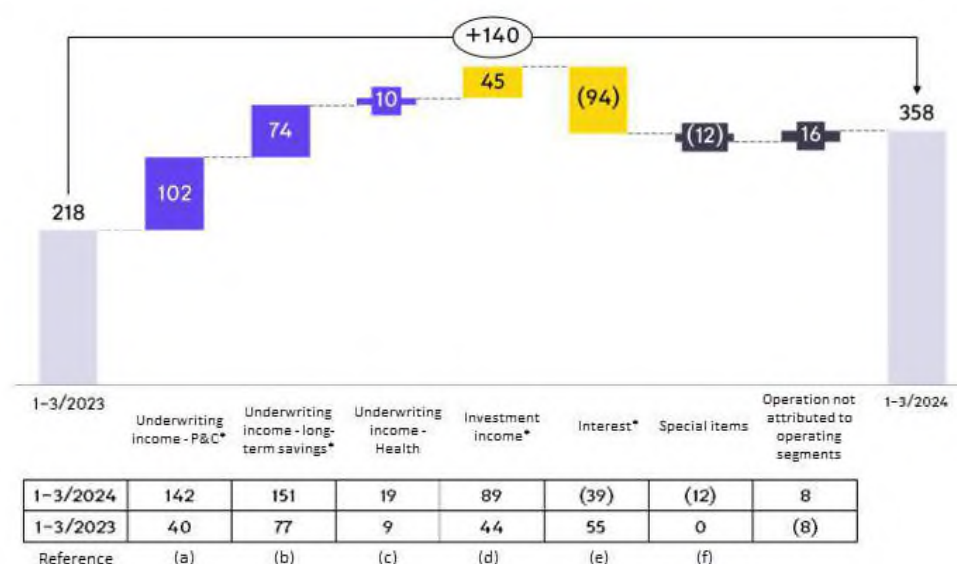 +140
45
(94)
358
10
(12)
16
74
102
218
1-3/2023
Underwriting
income - P&C*
Underwriting
income - long-
term savings*
Underwriting
income -
Health
Investment
income*
Interest*
Special items
Operation not
attributed to
operating
segments
1-3/2024
1-3/2024 142 151 19 89 (39) (12) 8
1-3/2023 40 77 9 44 55 0 (8)
Reference (a) (b) (c) (d) (e) (f)